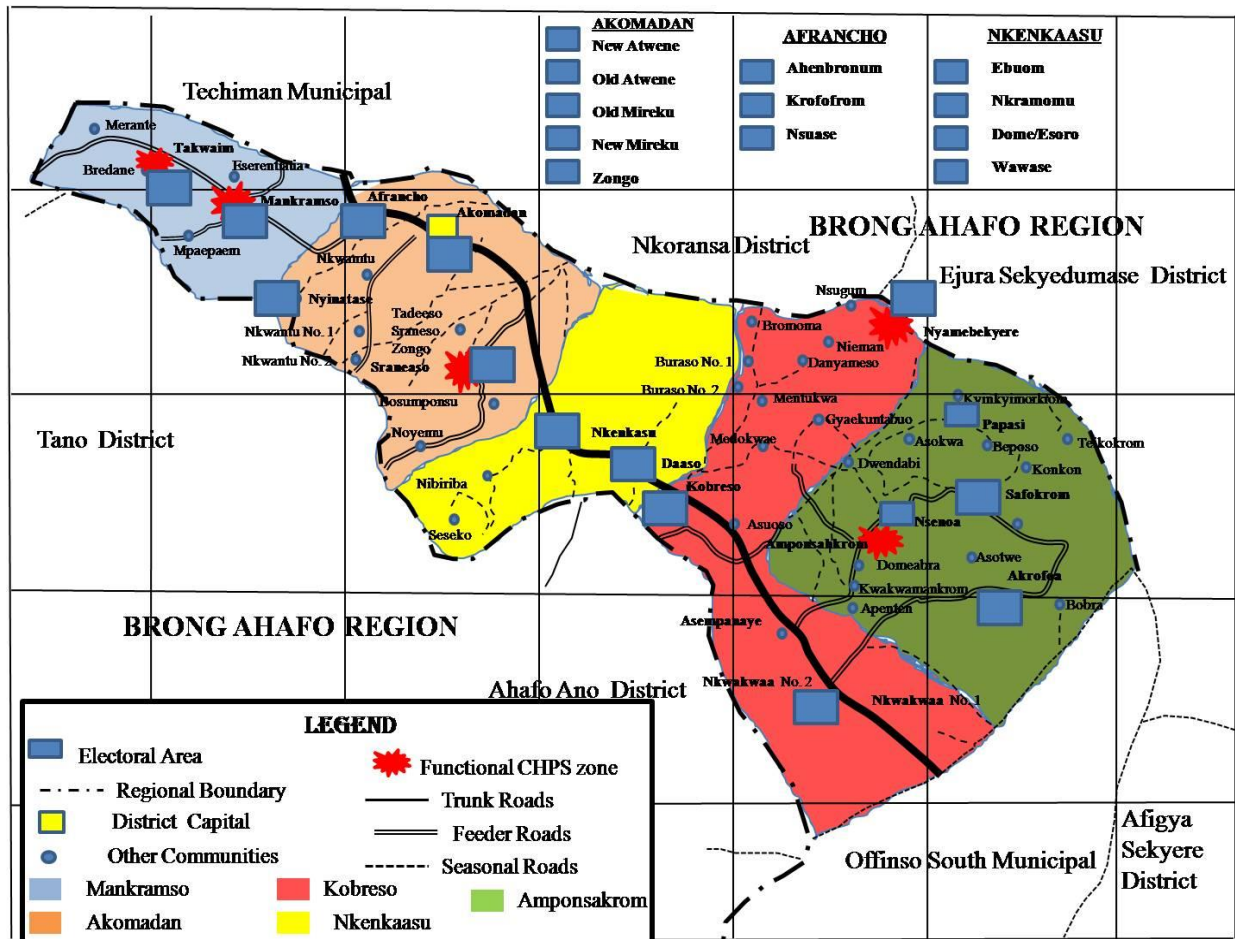 AKOMADAN
New Atwene
Old Atwene
Old Mireku
New Mireku
Zongo
AFRANCHO
Ahenbronum
Krofofrom
Nsuase
NKENKAASU
Ebuom
Nkramomu
Dome/Esoro
Wawase
Techiman Municipal
Merante
Takwaim
Bredane
Mankramso
Mpaepaem
Afrancho
Akomadan
Nkwantu
Nyinatase
Nkwantu No. 1
Nkwantu No. 2
Tadeeso
Sraneso
Zongo
Sraneaso
Bosumponsu
Noyemu
Nkoransa District
BRONG AHAFO REGION
Ejura Sekyedumase District
Nsugum
Nyamebekyere
Bromoma
Nieman
Buraso No. 1
Danyameso
Buraso No. 2
Mentukwa
Gyaekuntabuo
Medokwae
Dwendabi
Papasi
Asokwa
Beposo
Konkon
Safokrom
Nsenoa
Tano District
Nkenkasu
Daaso
Kobreso
Nibiriba
Seseko
Asuoso
Amponsahkrom
Domeabra
Asotwe
Akrofoa
Kwakwamankrom
Apenten
Bobra
Asempanaye
BRONG AHAFO REGION
Ahafo Ano District
Nkwakwaa No. 2
Nkwakwaa No. 1
Offinso South Municipal
Afigya
Sekyere
District
LEGEND
Electoral Area
Functional CHPS zone
Regional Boundary
Trunk Roads
District Capital
Feeder Roads
Other Communities
Seasonal Roads
Mankramso
Kobreso
Amponsakrom
Akomadan
Nkenkaasu